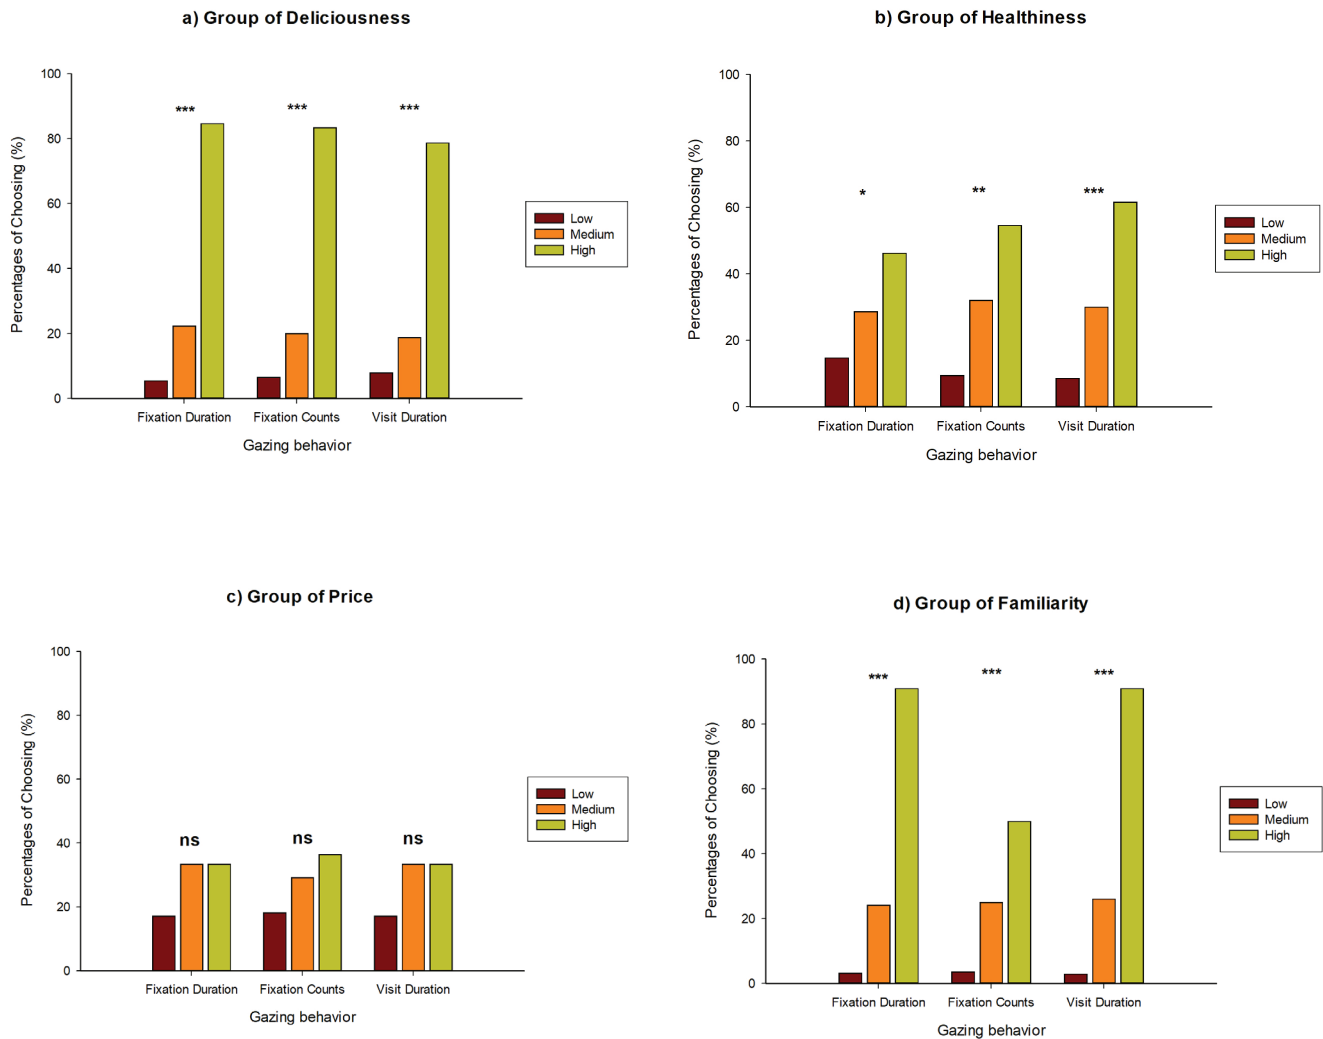 a) Group of Deliciousness
Percentages of Choosing (%)
100
80
60
40
20
0
***
***
***
Fixation Duration Fixation Counts Visit Duration
Gazing behavior
Low
Medium
High
b) Group of Healthiness
Percentages of Choosing (%)
100
80
60
40
20
0
*
**
***
Fixation Duration Fixation Counts Visit Duration
Gazing behavior
Low
Medium
High
c) Group of Price
Percentages of Choosing (%)
100
80
60
40
20
0
ns
ns
ns
Fixation Duration Fixation Counts Visit Duration
Gazing behavior
Low
Medium
High
d) Group of Familiarity
Percentages of Choosing (%)
100
80
60
40
20
0
***
***
***
Fixation Duration Fixation Counts Visit Duration
Gazing behavior
Low
Medium
High